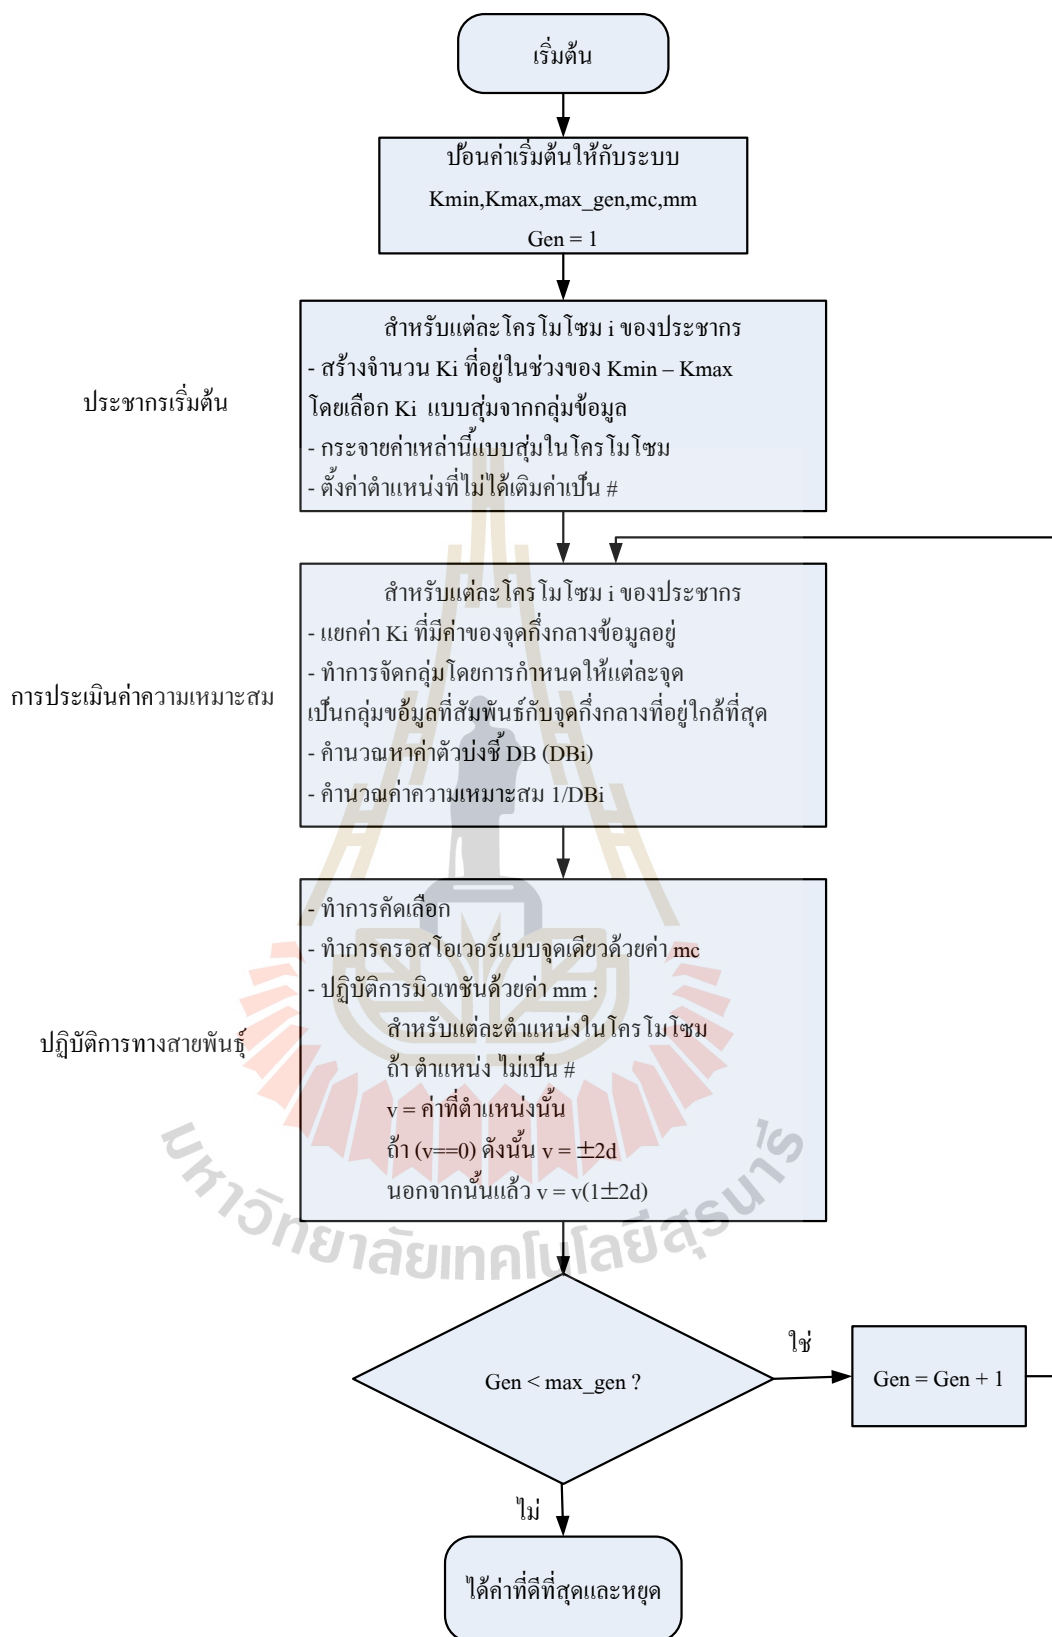 เริ่มต้น
ป้อนค่าเริ่มต้นให้กับระบบ
Kmin,Kmax,max_gen,mc,mm
Gen = 1
ประชากรเริ่มต้น
สำหรับแต่ละโครโมโซม i ของประชากร
- สร้างจำนวน Ki ที่อยู่ในช่วงของ Kmin – Kmax
โดยเลือก Ki แบบสุ่มจากกลุ่มข้อมูล
- กระจายค่าเหล่านี้แบบสุ่มในโครโมโซม
- ตั้งค่าตำแหน่งที่ไม่ได้เติมค่าเป็น #
การประเมินค่าความเหมาะสม
สำหรับแต่ละโครโมโซม i ของประชากร
- แยกค่า Ki ที่มีค่าของจุดกึ่งกลางข้อมูลอยู่
- ทำการจัดกลุ่มโดยการกำหนดให้แต่ละจุด
เป็นกลุ่มขอ้มูลที่สัมพันธ์กับจุดกึ่งกลางที่อยู่ใกล้ที่สุด
- คำนวณหาค่าตัวบ่งชี้ DB (DBi)
- คำนวณค่าความเหมาะสม 1/DBi
ปฏิบัติการทางสายพันธุ์
- ทำการคัดเลือก
- ทำการครอสโอเวอร์แบบจุดเดียวด้วยค่า mc
- ปฏิบัติการมิวเทชันด้วยค่า mm :
สำหรับแต่ละตำแหน่งในโครโมโซม
ถ้า ตำแหน่ง ไม่เป็น #
v = ค่าที่ตำแหน่งนั้น
ถ้า (v==0) ดังนั้น v = ±2d
นอกจากนั้นแล้ว v = v(1±2d)
มหาวิทยาลัยเทคโนโลยีสุรนารี
Gen < max_gen ?
ใช่
Gen = Gen + 1
ไม่
ได้ค่าที่ดีที่สุดและหยุด